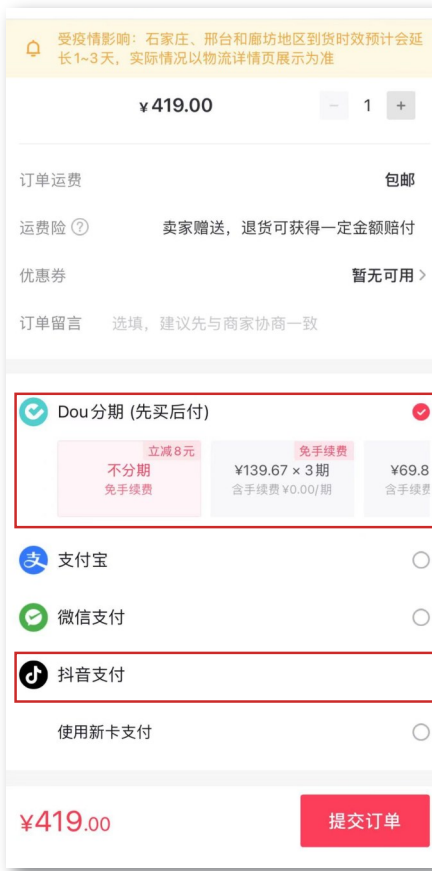 受疫情影响：石家庄、邢台和廊坊地区到货时效预计会延
长1~3天，实际情况以物流详情页展示为准
¥419.00 − 1 +
订单运费 包邮
运费险 ? 卖家赠送，退货可获得一定金额赔付
优惠券 暂无可用 >
订单留言 选填，建议先与商家协商一致
Dou分期 (先买后付)
立减8元 免手续费
不分期 ¥139.67 × 3期 ¥69.8
免手续费 含手续费¥0.00/期 含手续
支 支付宝
微信支付
抖音支付
使用新卡支付
¥419.00 提交订单